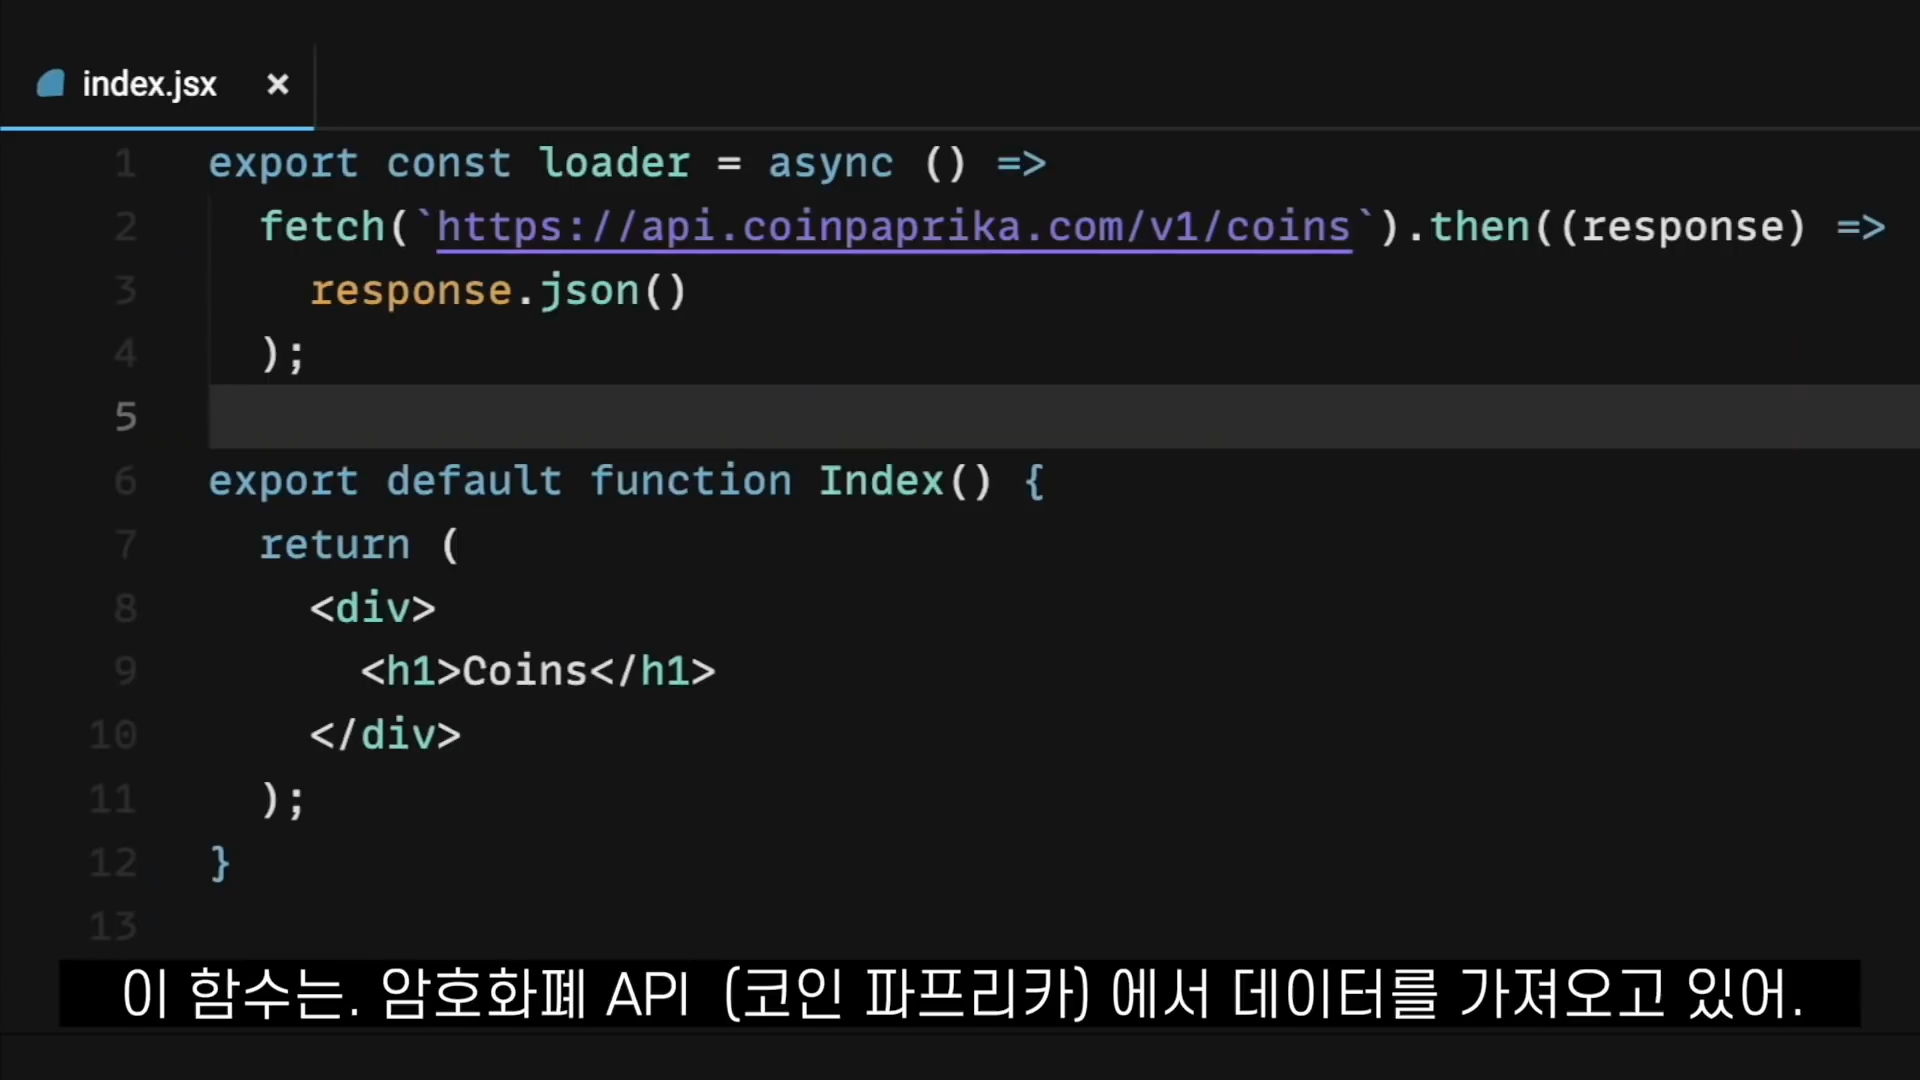 index.jsx ×
1 export const loader = async () =>
2 fetch(`https://api.coinpaprika.com/v1/coins`).then((response) =>
3 response.json()
4 );
5
6 export default function Index() {
7 return (
8 <div>
9 <h1>Coins</h1>
10 </div>
11 );
12 }
13
이 함수는. 암호화폐 API (코인 파프리카) 에서 데이터를 가져오고 있어.